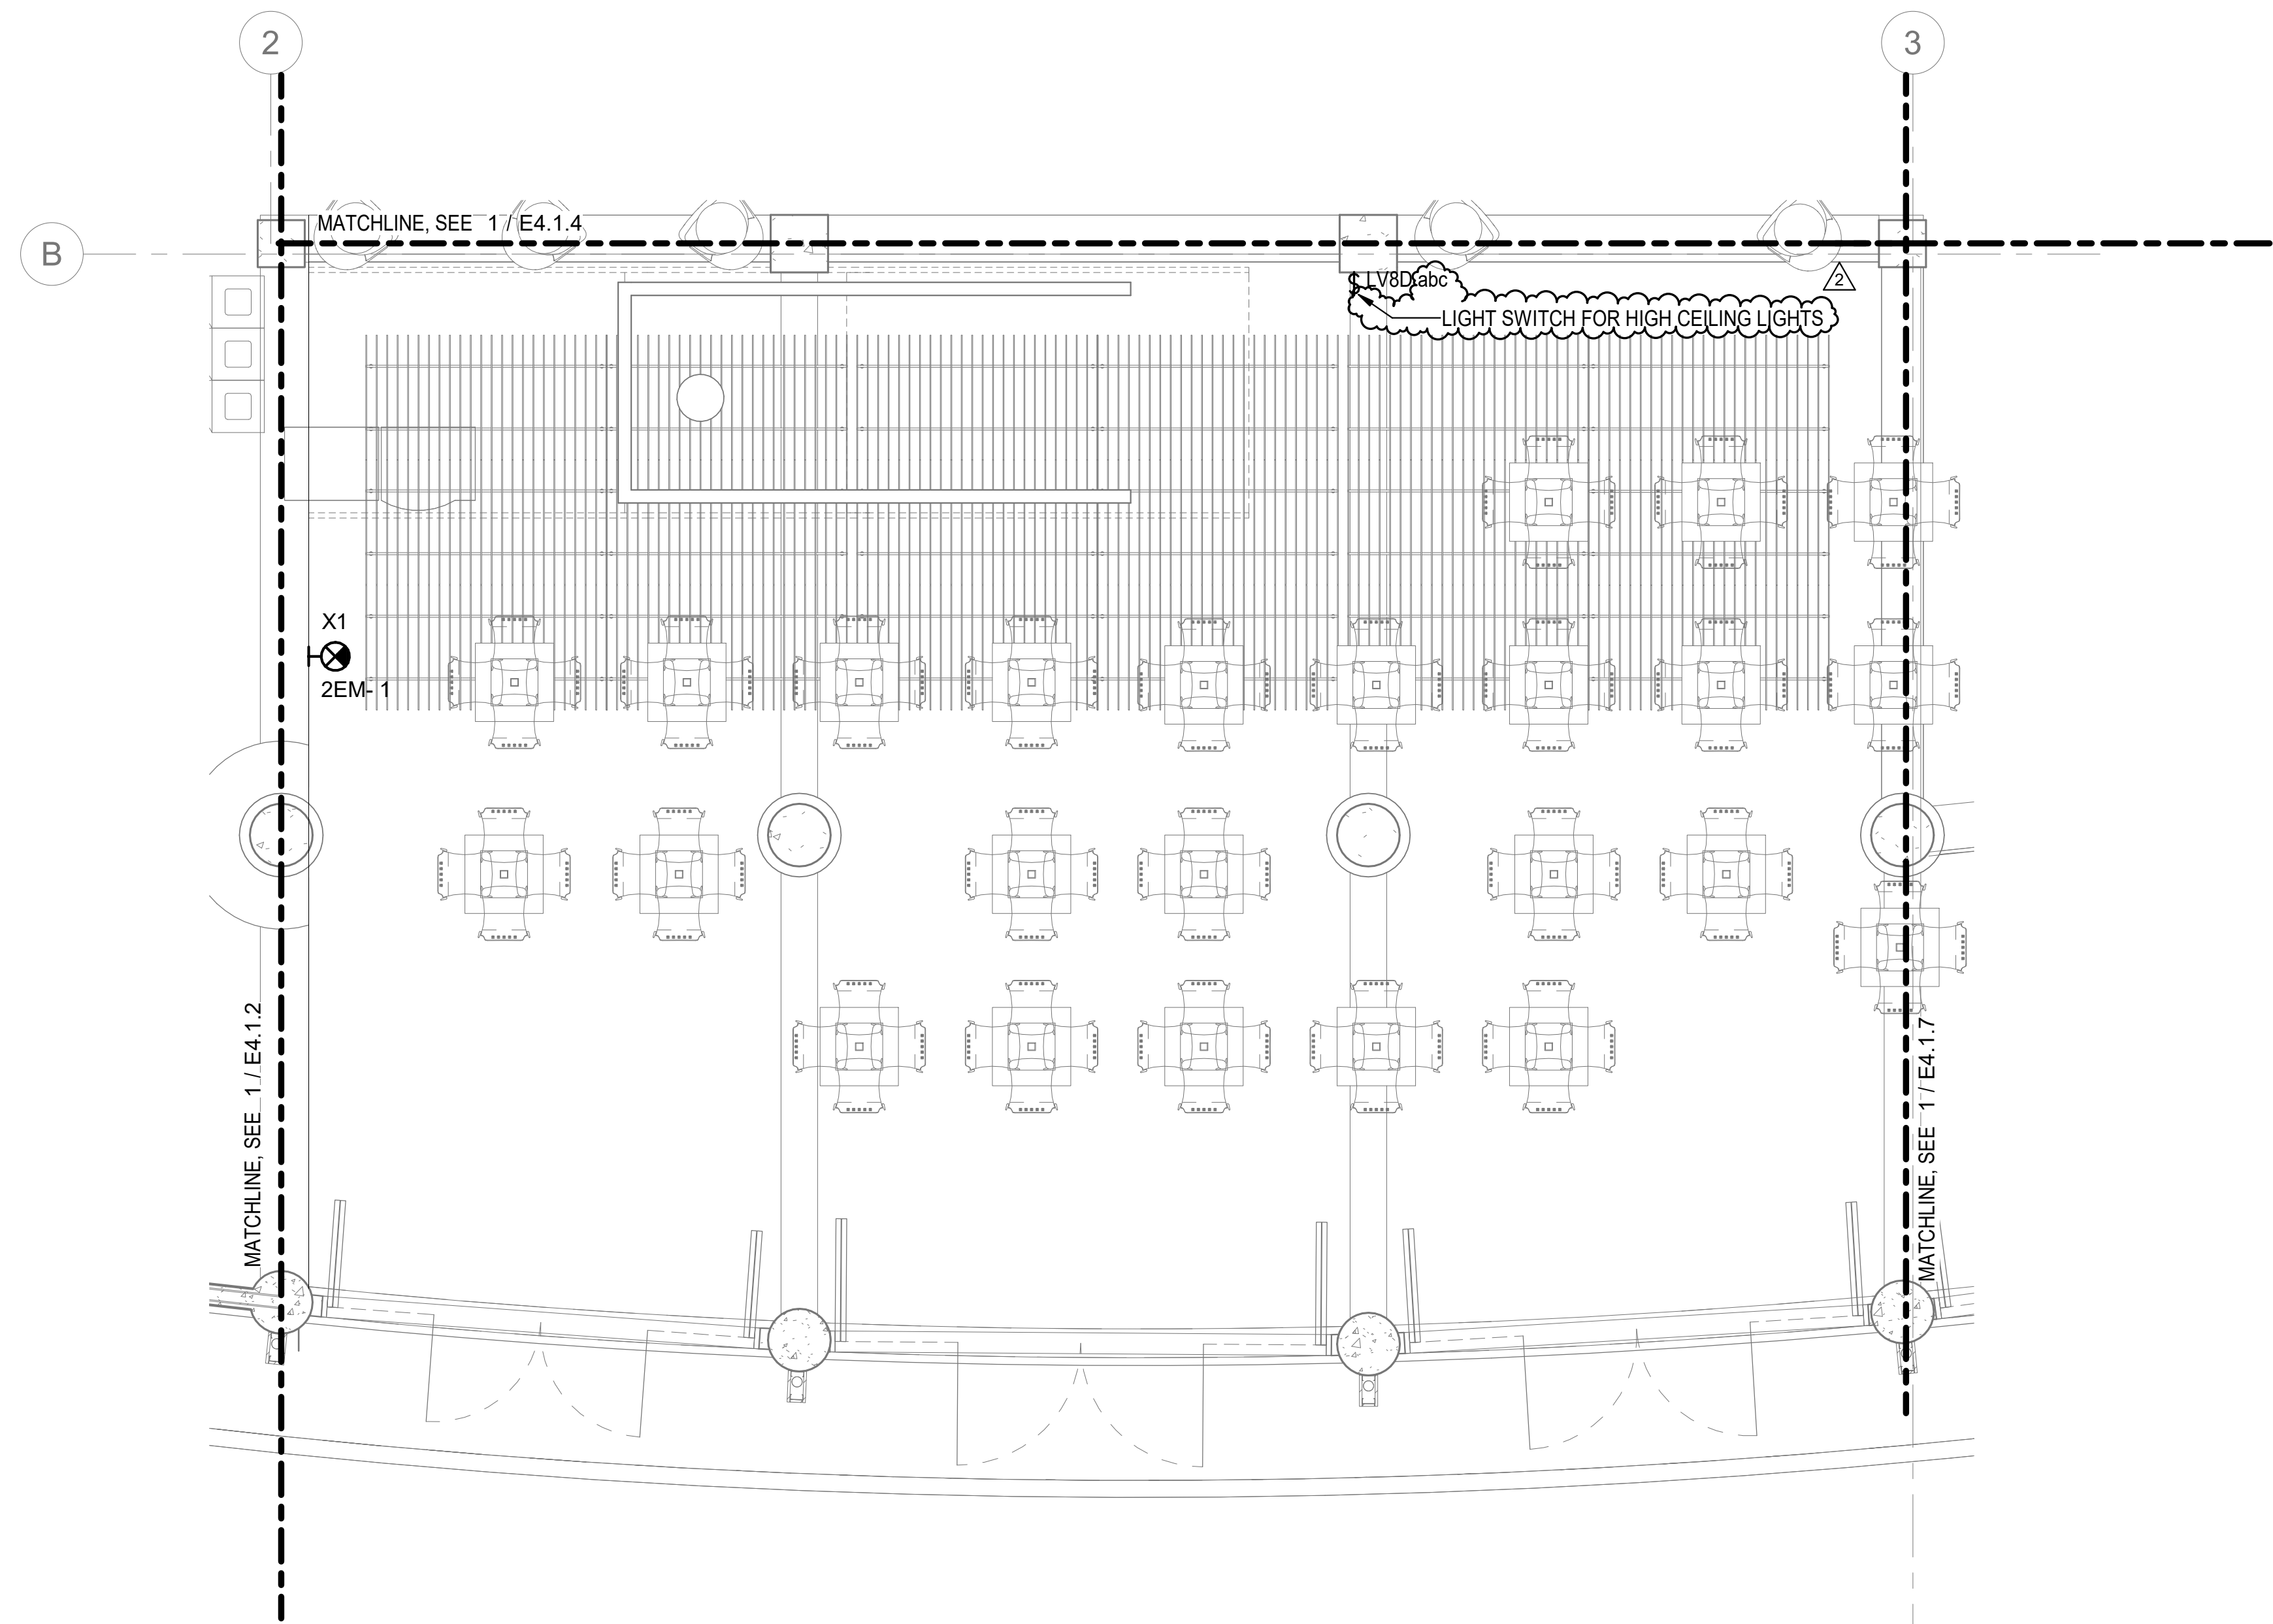 2
3
B
MATCHLINE, SEE 1 / E4.1.4
$ LV8D:abc
2
LIGHT SWITCH FOR HIGH CEILING LIGHTS
X1
2EM- 1
MATCHLINE, SEE 1 / E4.1.2
MATCHLINE, SEE 1 / E4.1.7